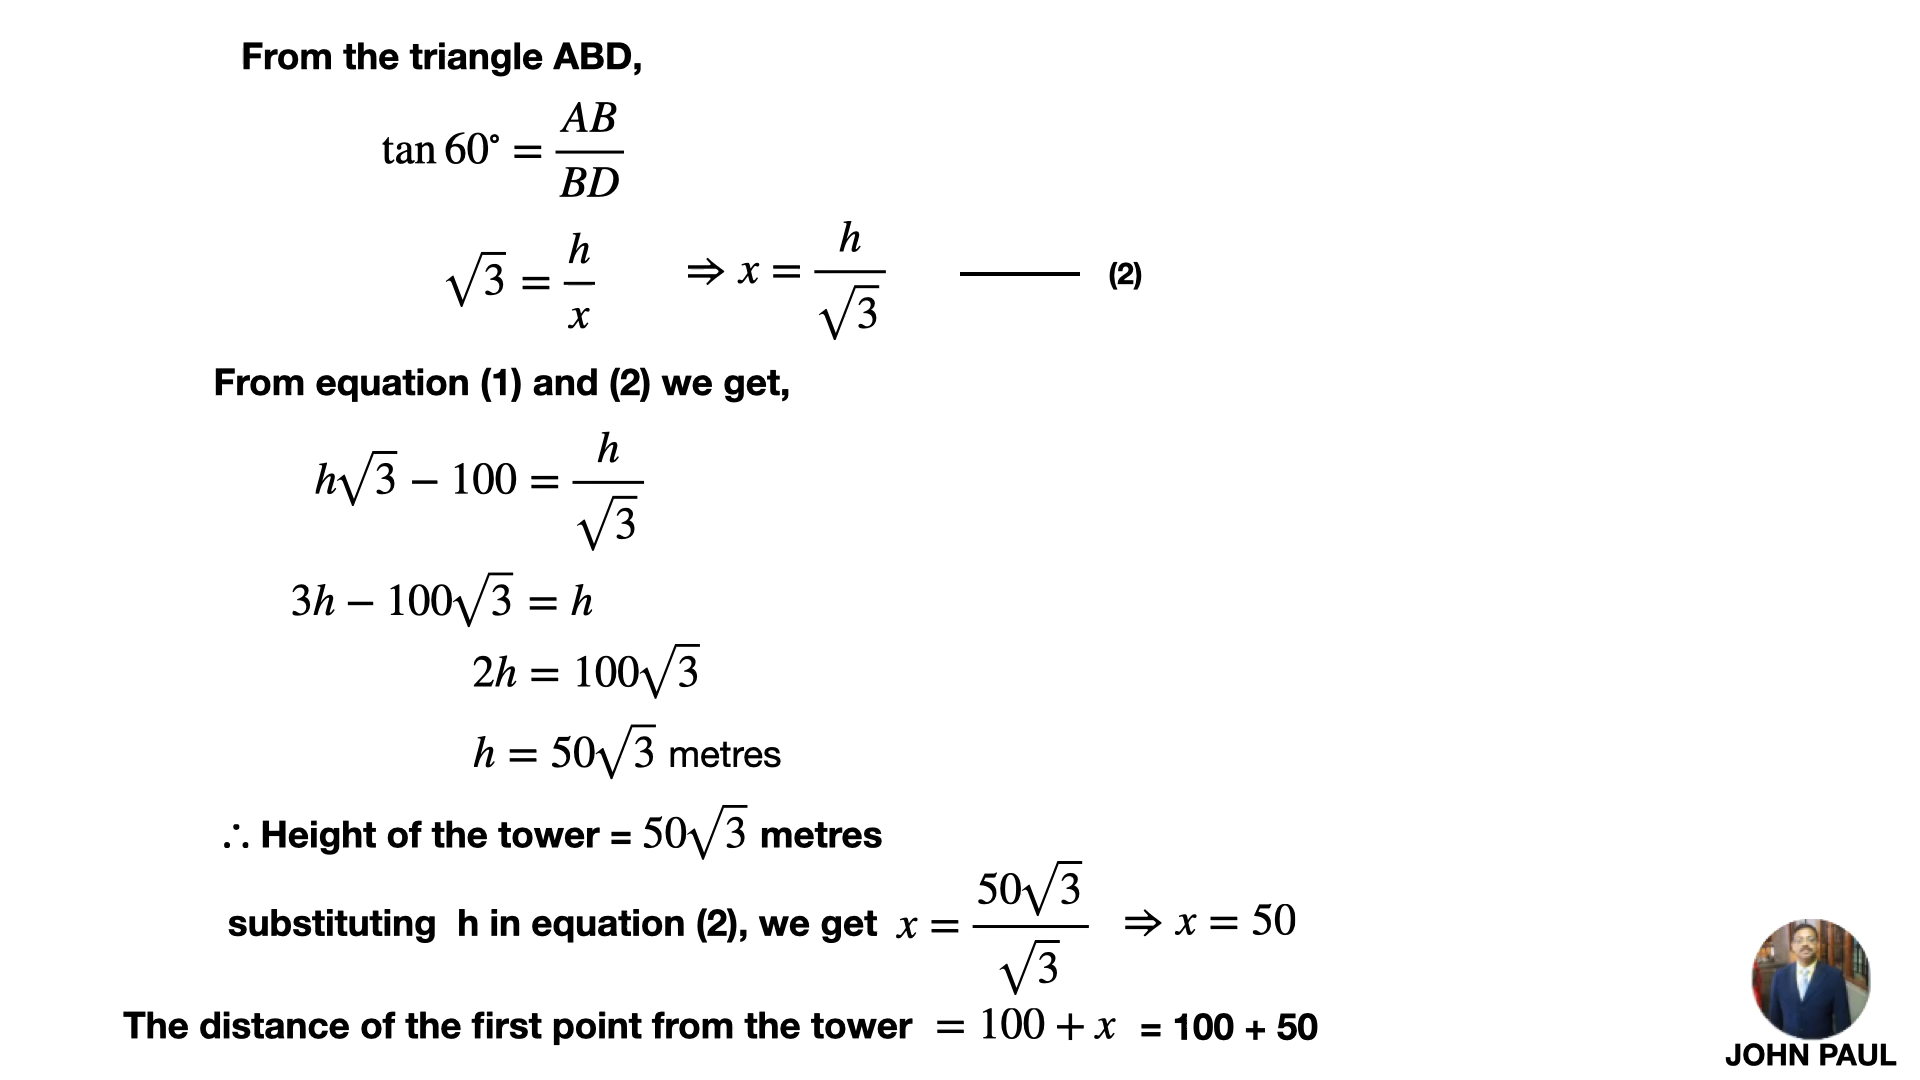 From the triangle ABD,
tan 60° = AB/BD
√3 = h/x ⇒ x = h/√3 ——— (2)
From equation (1) and (2) we get,
h√3 − 100 = h/√3
3h − 100√3 = h
2h = 100√3
h = 50√3 metres
∴ Height of the tower = 50√3 metres
substituting h in equation (2), we get x = 50√3/√3 ⇒ x = 50
The distance of the first point from the tower = 100 + x = 100 + 50
JOHN PAUL